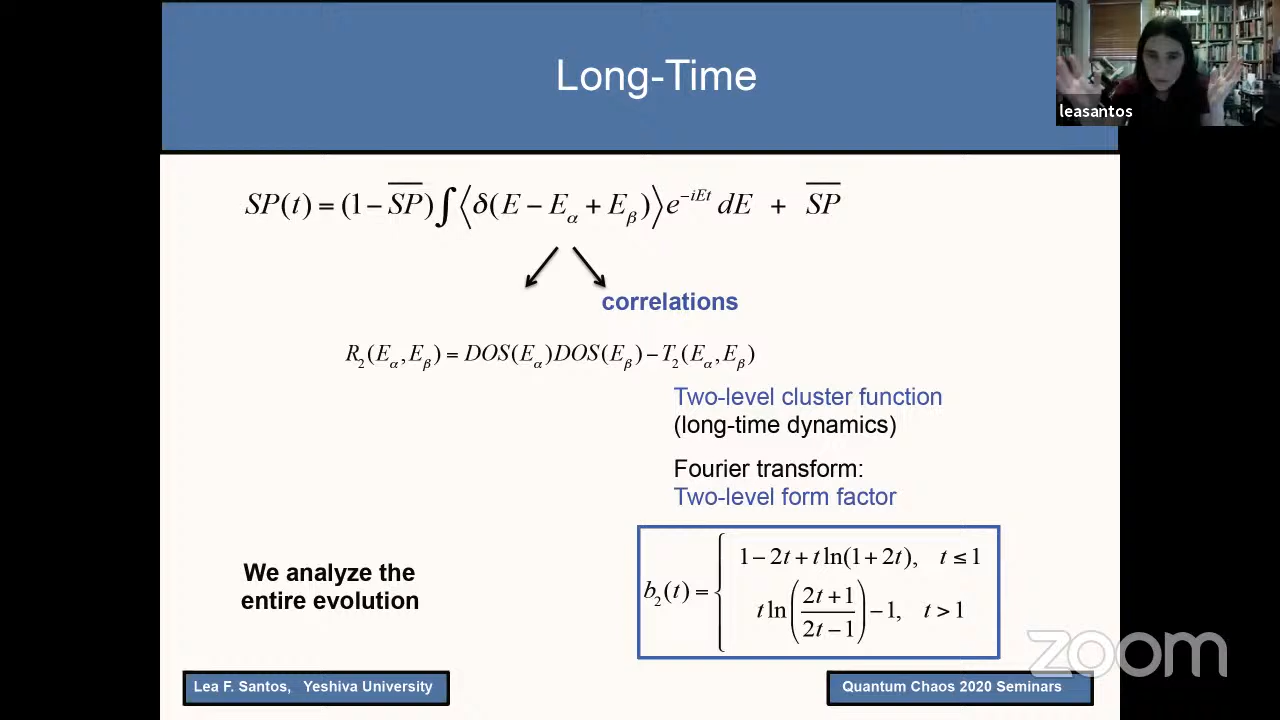 Long-Time
leasantos
SP(t) = (1 − \overline{SP}) ∫ ⟨δ(E − E_α + E_β)⟩ e^{−iEt} dE + \overline{SP}
correlations
R_2(E_α, E_β) = DOS(E_α)DOS(E_β) − T_2(E_α, E_β)
Two-level cluster function
(long-time dynamics)
Fourier transform:
Two-level form factor
b_2(t) = { 1 − 2t + t ln(1 + 2t), t ≤ 1
t ln((2t + 1)/(2t − 1)) − 1, t > 1
We analyze the
entire evolution
zoom
Lea F. Santos, Yeshiva University
Quantum Chaos 2020 Seminars